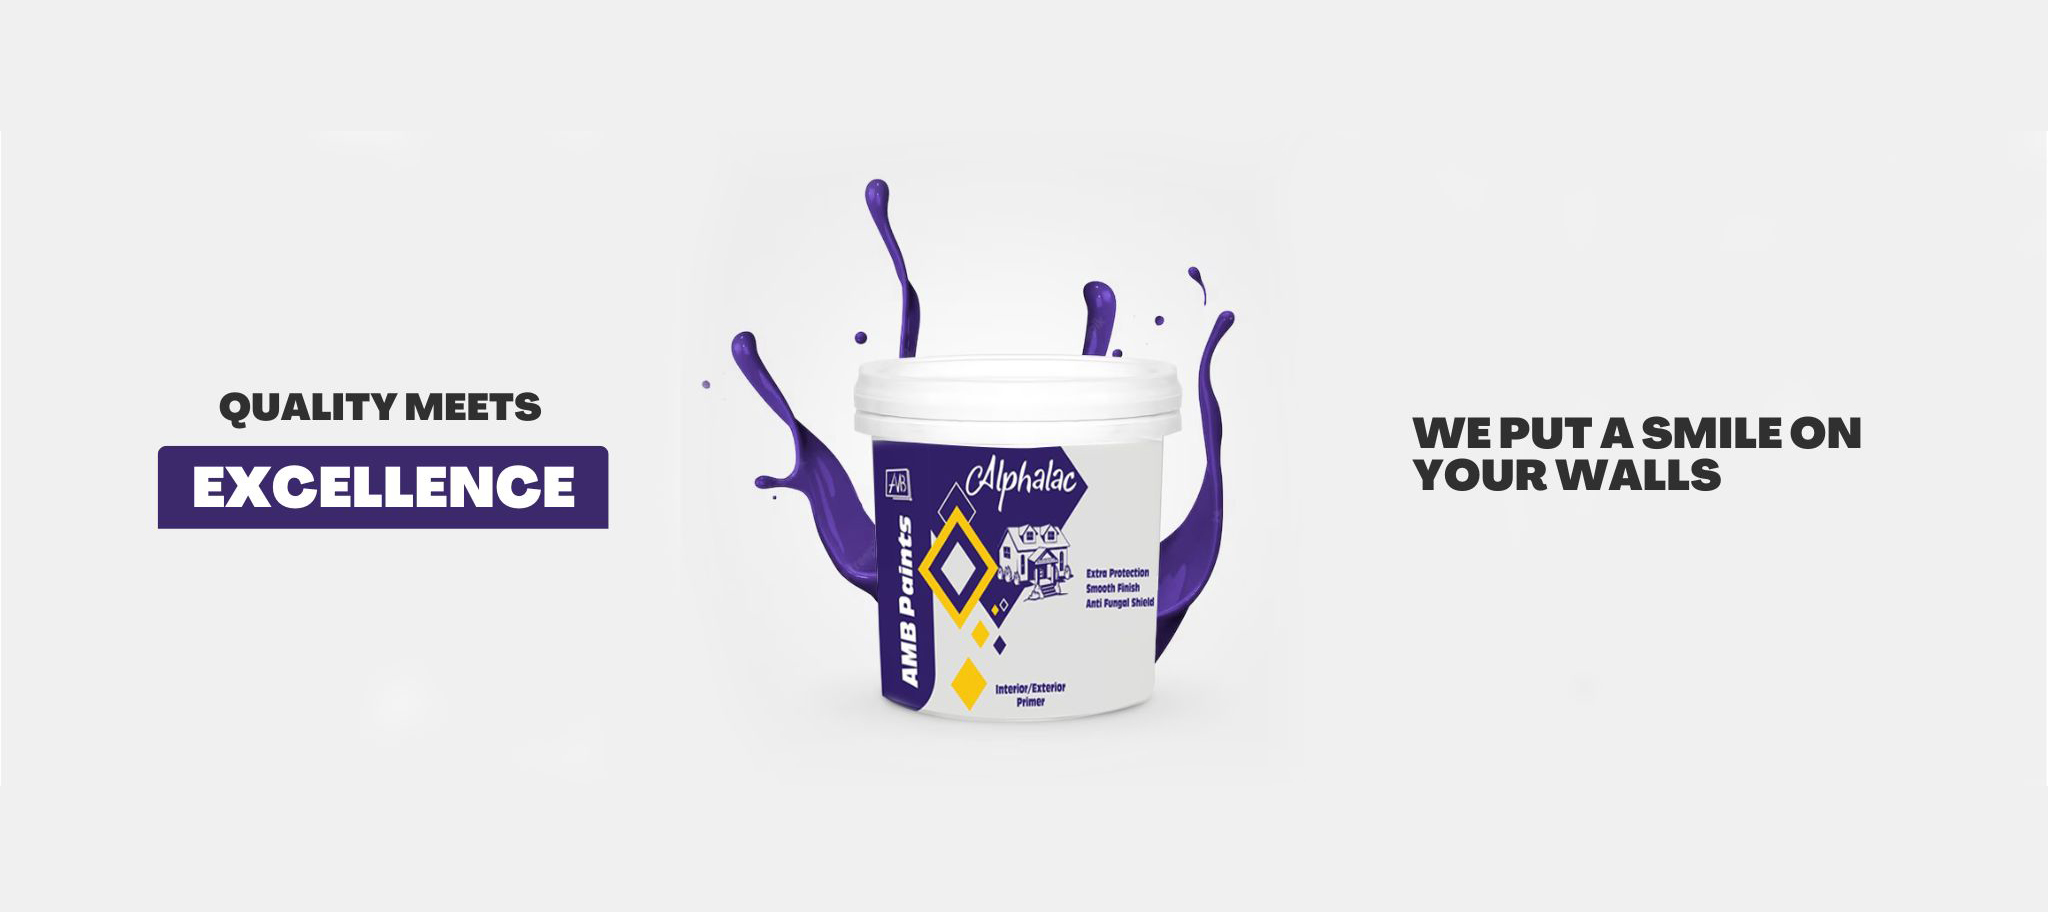 QUALITY MEETS
EXCELLENCE
AMB
Alphalac
AMB Paints
Extra Protection
Smooth Finish
Anti Fungal Shield
Interior/Exterior
Primer
WE PUT A SMILE ON
YOUR WALLS